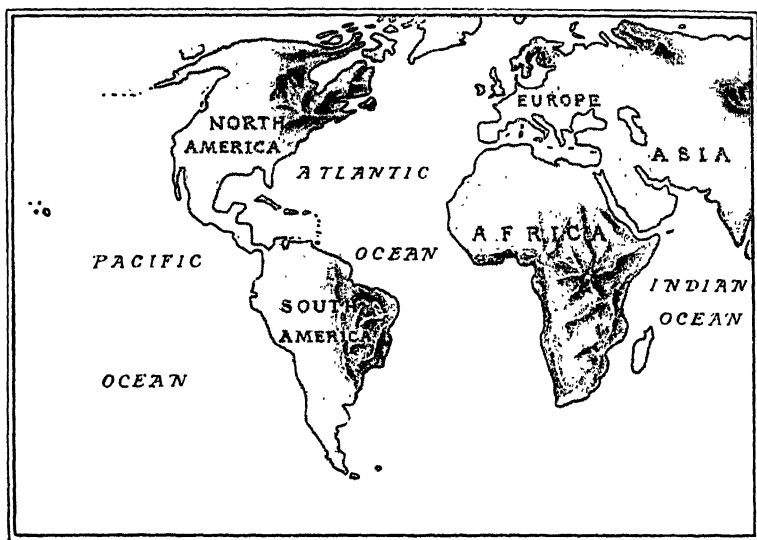 EUROPE
NORTH
AMERICA
ASIA
ATLANTIC
AFRICA
OCEAN
PACIFIC
INDIAN
OCEAN
SOUTH
AMERICA
OCEAN